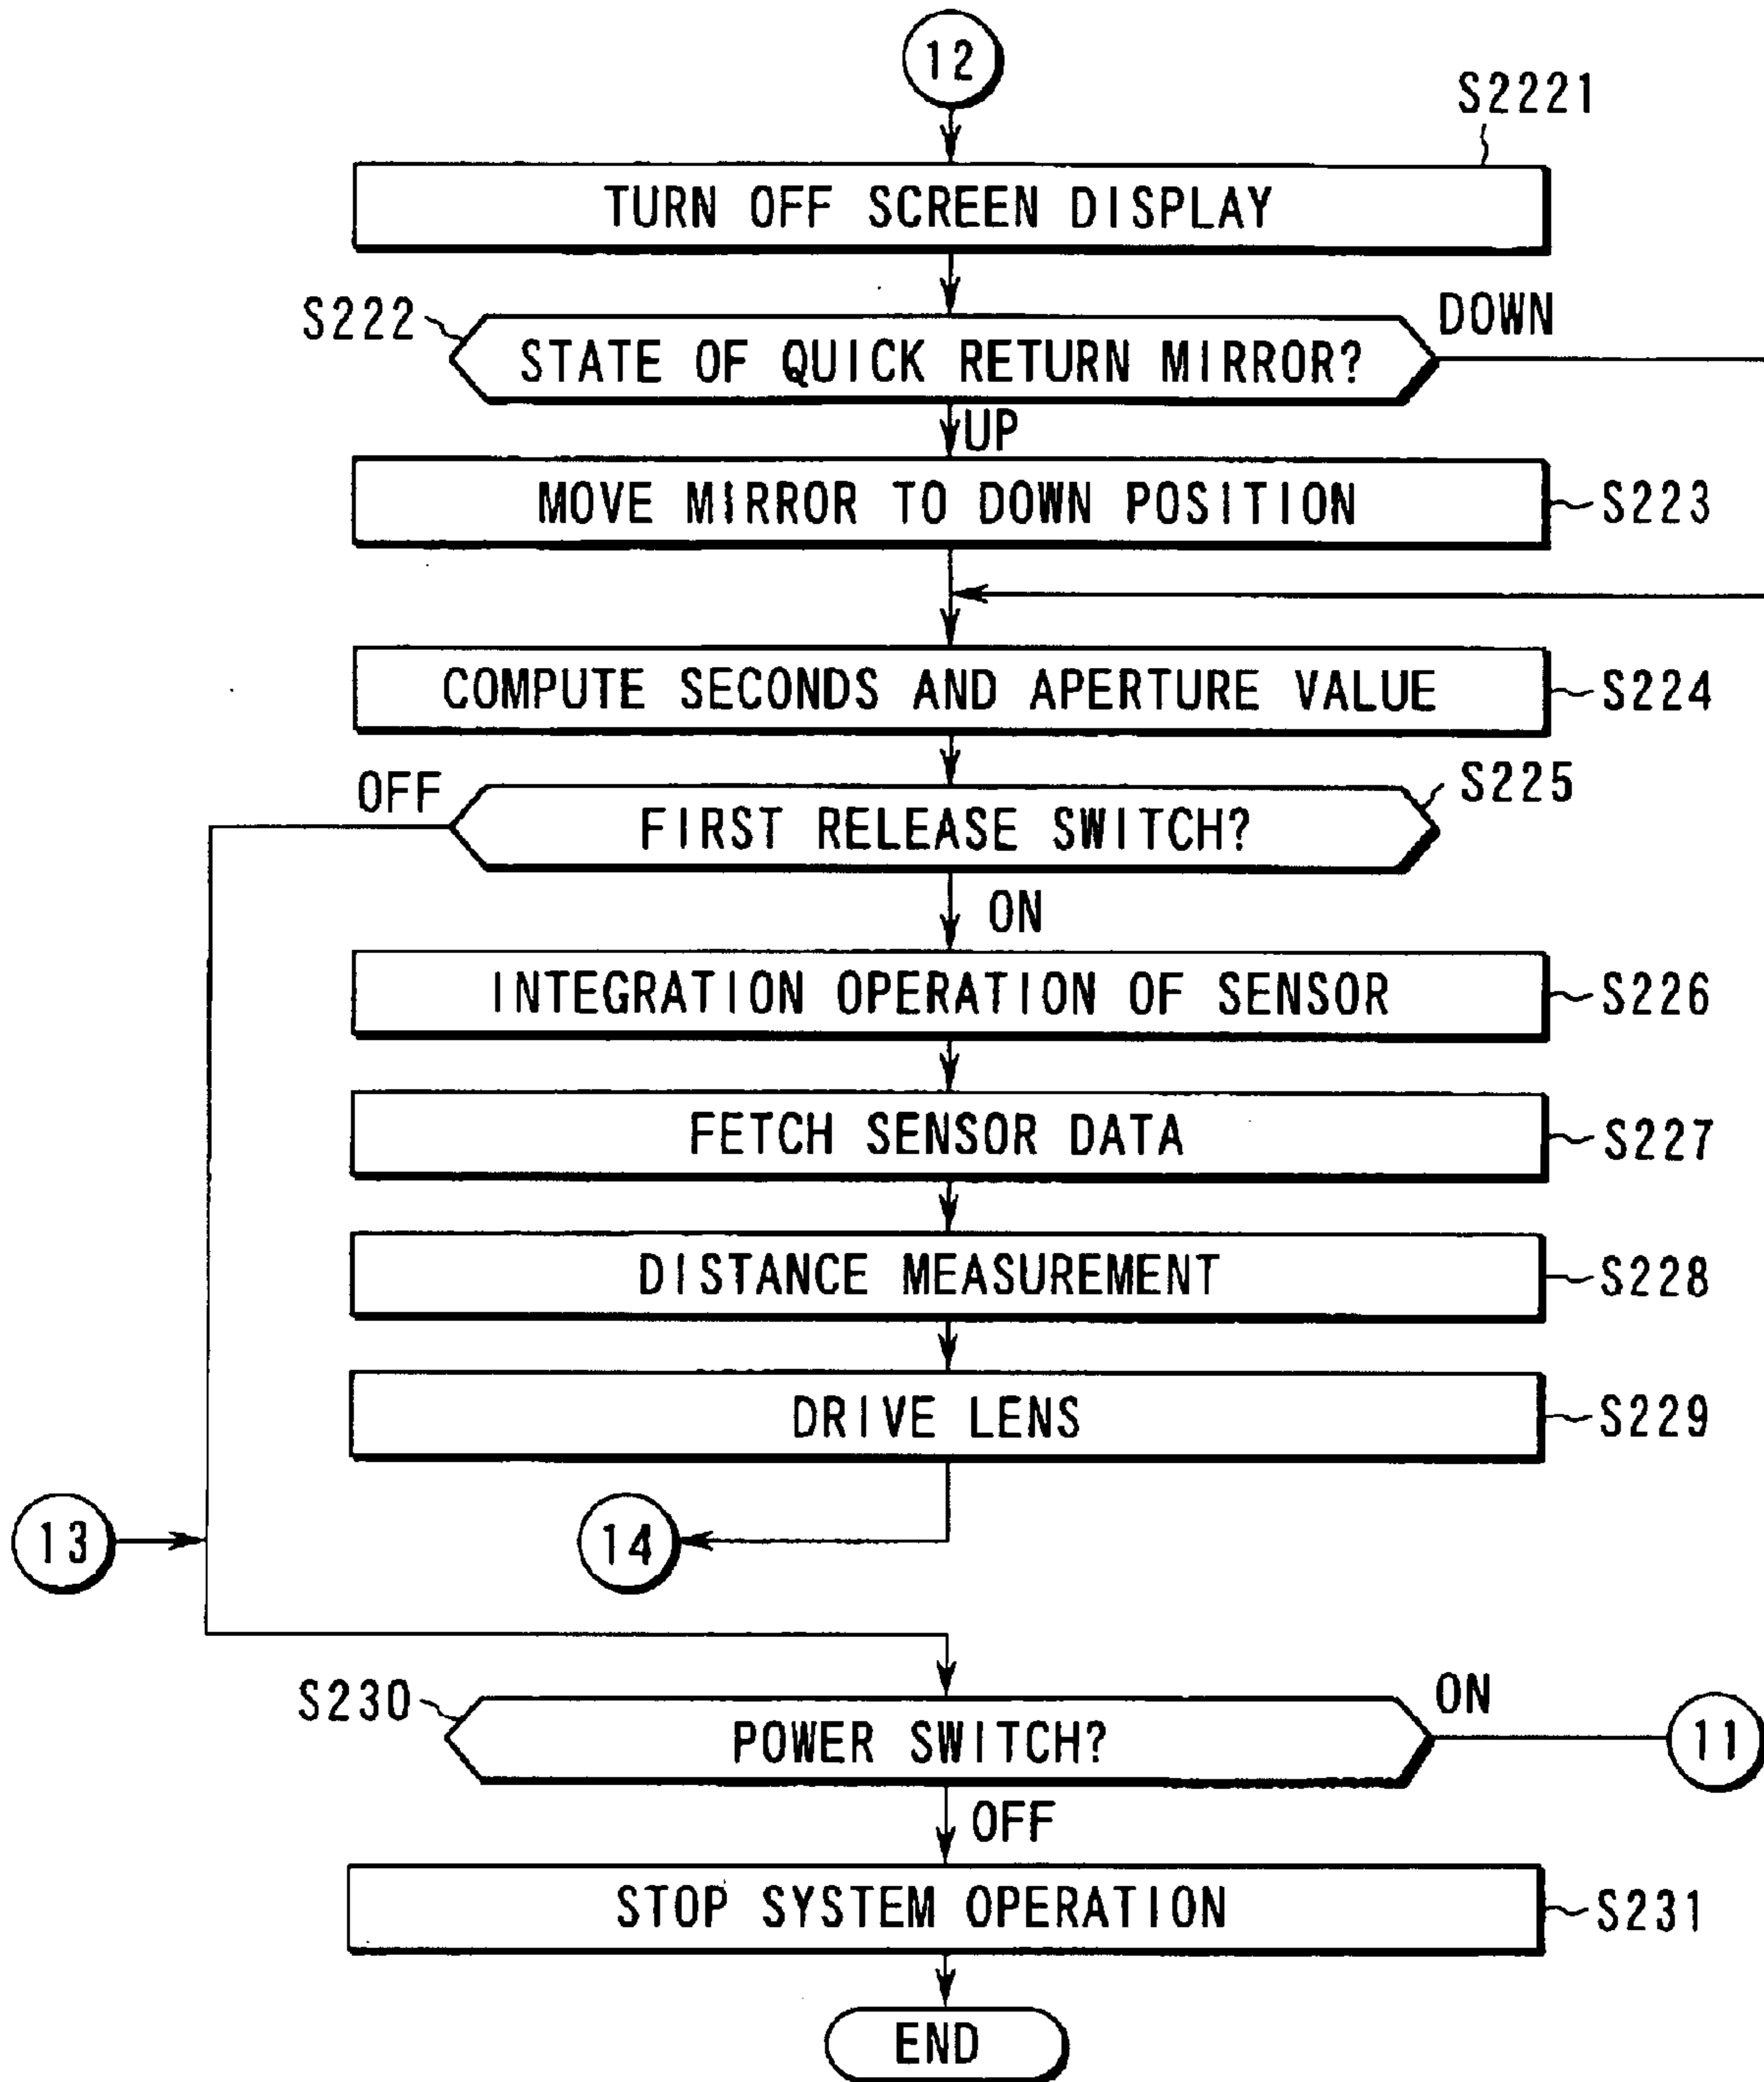 12
S2221
TURN OFF SCREEN DISPLAY
S222
STATE OF QUICK RETURN MIRROR?
DOWN
UP
MOVE MIRROR TO DOWN POSITION
S223
COMPUTE SECONDS AND APERTURE VALUE
S224
OFF
FIRST RELEASE SWITCH?
S225
ON
INTEGRATION OPERATION OF SENSOR
S226
FETCH SENSOR DATA
S227
DISTANCE MEASUREMENT
S228
DRIVE LENS
S229
13
14
S230
POWER SWITCH?
ON
11
OFF
STOP SYSTEM OPERATION
S231
END